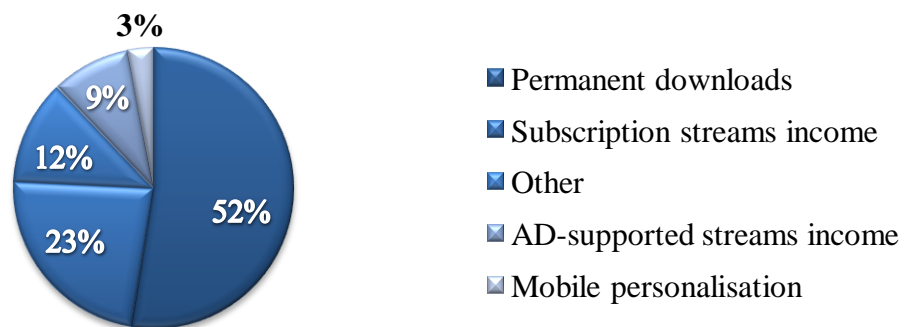 3%
9%
12%
23%
52%
Permanent downloads
Subscription streams income
Other
AD-supported streams income
Mobile personalisation